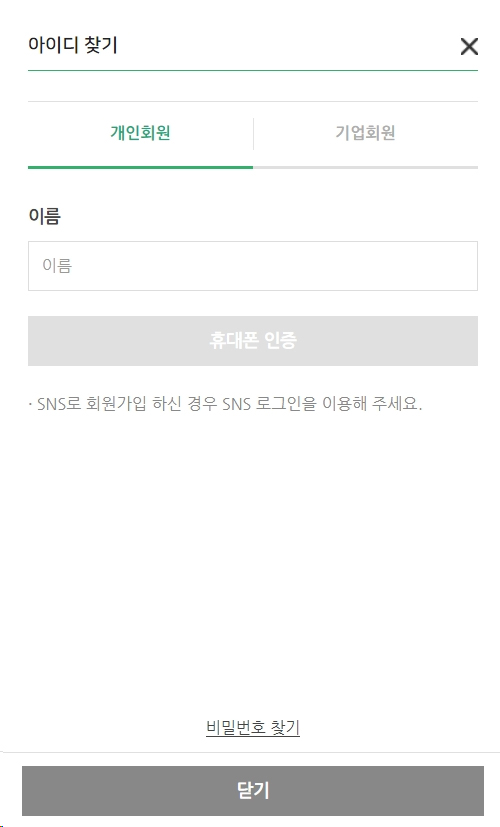 아이디 찾기
개인회원
기업회원
이름
이름
휴대폰 인증
· SNS로 회원가입 하신 경우 SNS 로그인을 이용해 주세요.
비밀번호 찾기
닫기